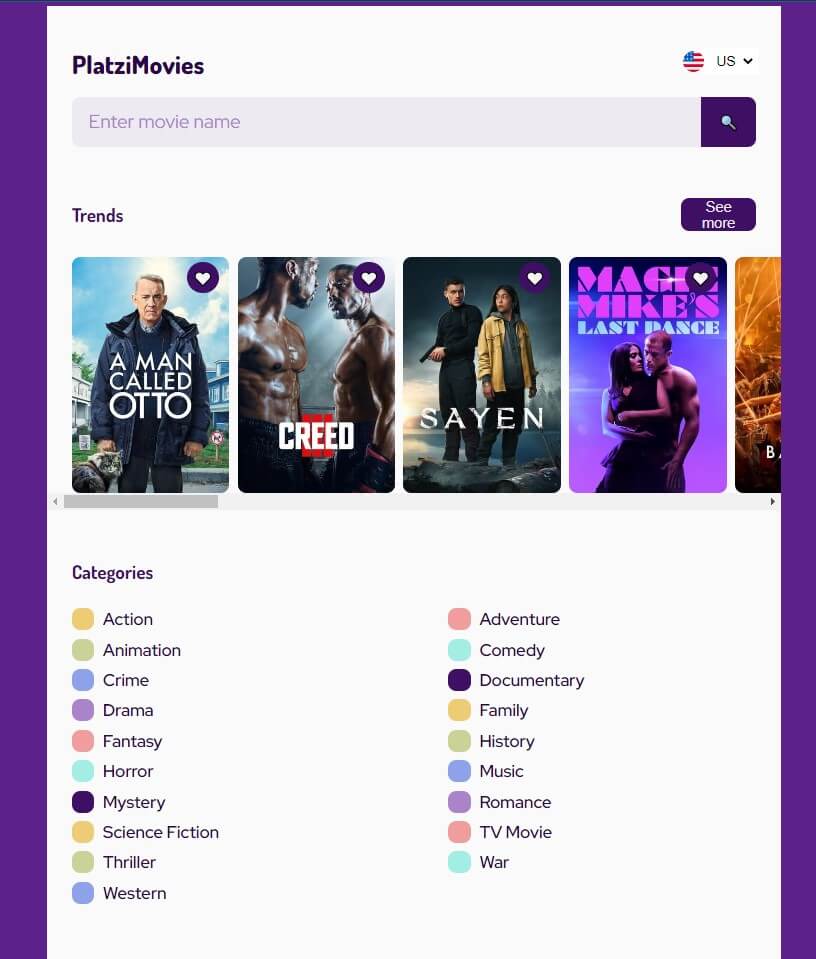 PlatziMovies
US
Enter movie name
Trends
See
more
A MAN
CALLED
OTTO
CREED
III
SAYEN
MAGIC
MIKE'S
LAST DANCE
Categories
Action
Adventure
Animation
Comedy
Crime
Documentary
Drama
Family
Fantasy
History
Horror
Music
Mystery
Romance
Science Fiction
TV Movie
Thriller
War
Western